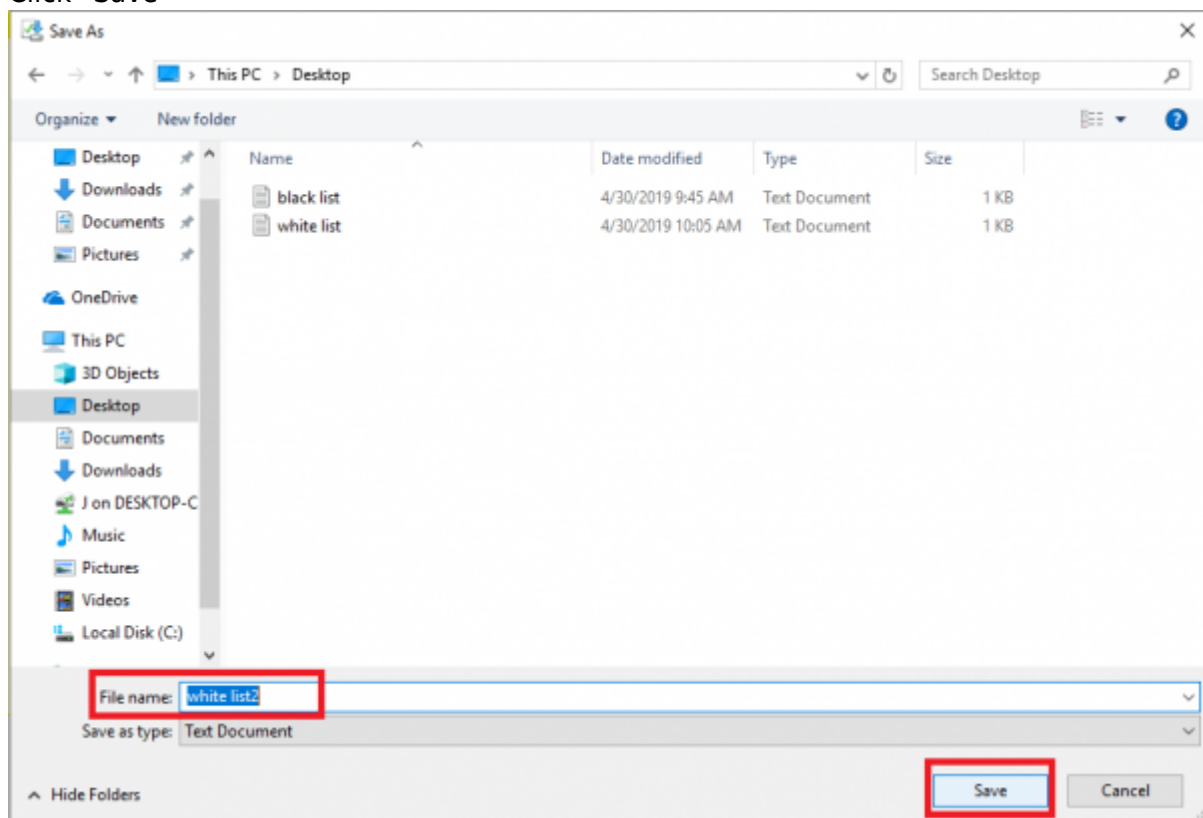 Click "Save"
Save As
This PC > Desktop
Search Desktop
Organize
New folder
Name
Date modified
Type
Size
Desktop
Downloads
Documents
Pictures
OneDrive
This PC
3D Objects
Desktop
Documents
Downloads
J on DESKTOP-C
Music
Pictures
Videos
Local Disk (C:)
black list 4/30/2019 9:45 AM Text Document 1 KB
white list 4/30/2019 10:05 AM Text Document 1 KB
File name: white list2
Save as type: Text Document
Hide Folders
Save
Cancel